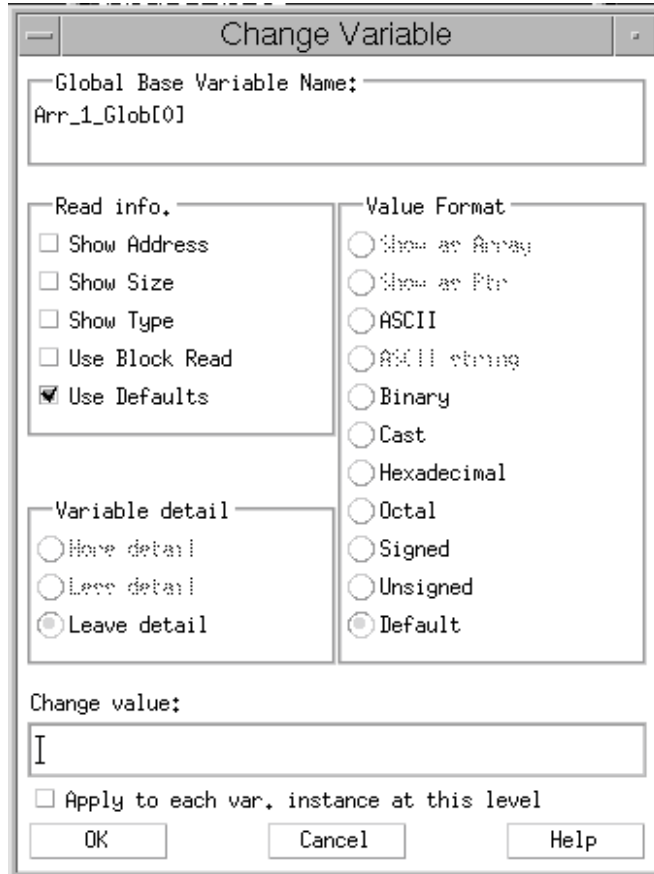 Change Variable
Global Base Variable Name:
Arr_1_Glob[0]
Read info.
Show Address
Show Size
Show Type
Use Block Read
Use Defaults
Value Format
Show as Array
Show as Ptr
ASCII
ASCII string
Binary
Cast
Hexadecimal
Octal
Signed
Unsigned
Default
Variable detail
More detail
Less detail
Leave detail
Change value:
Apply to each var. instance at this level
OK
Cancel
Help